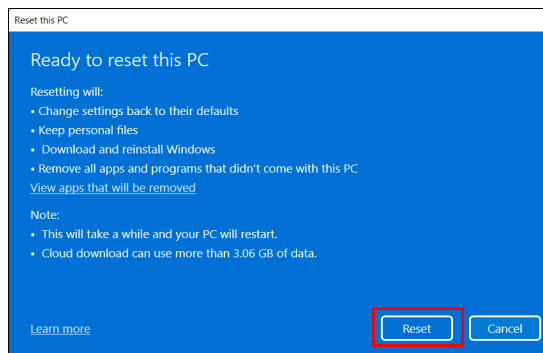 Reset this PC
Ready to reset this PC
Resetting will:
• Change settings back to their defaults
• Keep personal files
• Download and reinstall Windows
• Remove all apps and programs that didn't come with this PC
View apps that will be removed
Note:
• This will take a while and your PC will restart.
• Cloud download can use more than 3.06 GB of data.
Learn more
Reset
Cancel